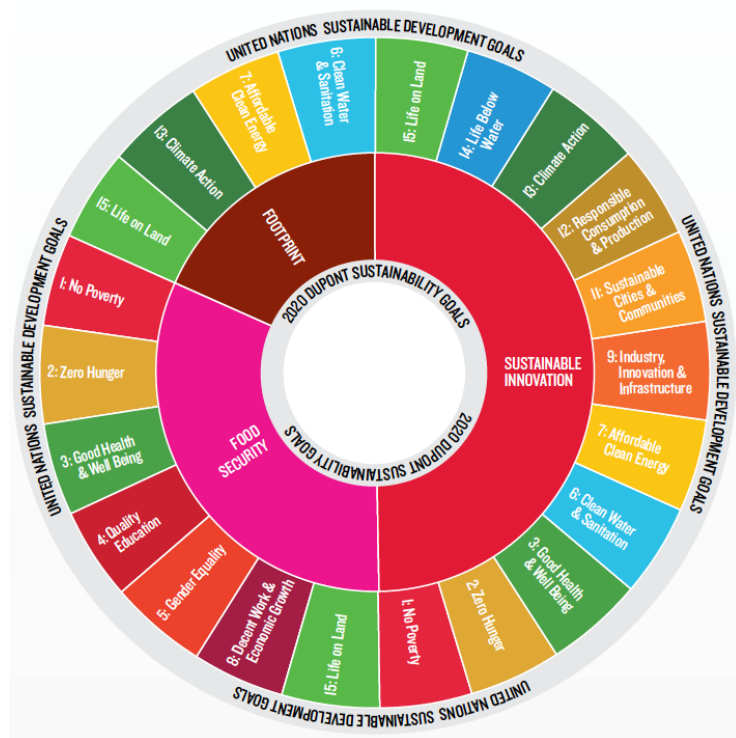 UNITED NATIONS SUSTAINABLE DEVELOPMENT GOALS
15: Life on Land
14: Life Below
Water
13: Climate Action
12: Responsible
Consumption
& Production
11: Sustainable
Cities &
Communities
9: Industry,
Innovation &
Infrastructure
7: Affordable
Clean Energy
6: Clean Water
& Sanitation
3: Good Health
& Well Being
2: Zero Hunger
1: No Poverty
UNITED NATIONS SUSTAINABLE DEVELOPMENT GOALS
15: Life on Land
8: Decent Work &
Economic Growth
5: Gender Equality
4: Quality
Education
3: Good Health
& Well Being
2: Zero Hunger
1: No Poverty
UNITED NATIONS SUSTAINABLE DEVELOPMENT GOALS
15: Life on Land
13: Climate Action
7: Affordable
Clean Energy
6: Clean Water
& Sanitation
UNITED NATIONS SUSTAINABLE DEVELOPMENT GOALS
FOOTPRINT
SUSTAINABLE
INNOVATION
FOOD
SECURITY
2020 DUPONT SUSTAINABILITY GOALS
2020 DUPONT SUSTAINABILITY GOALS